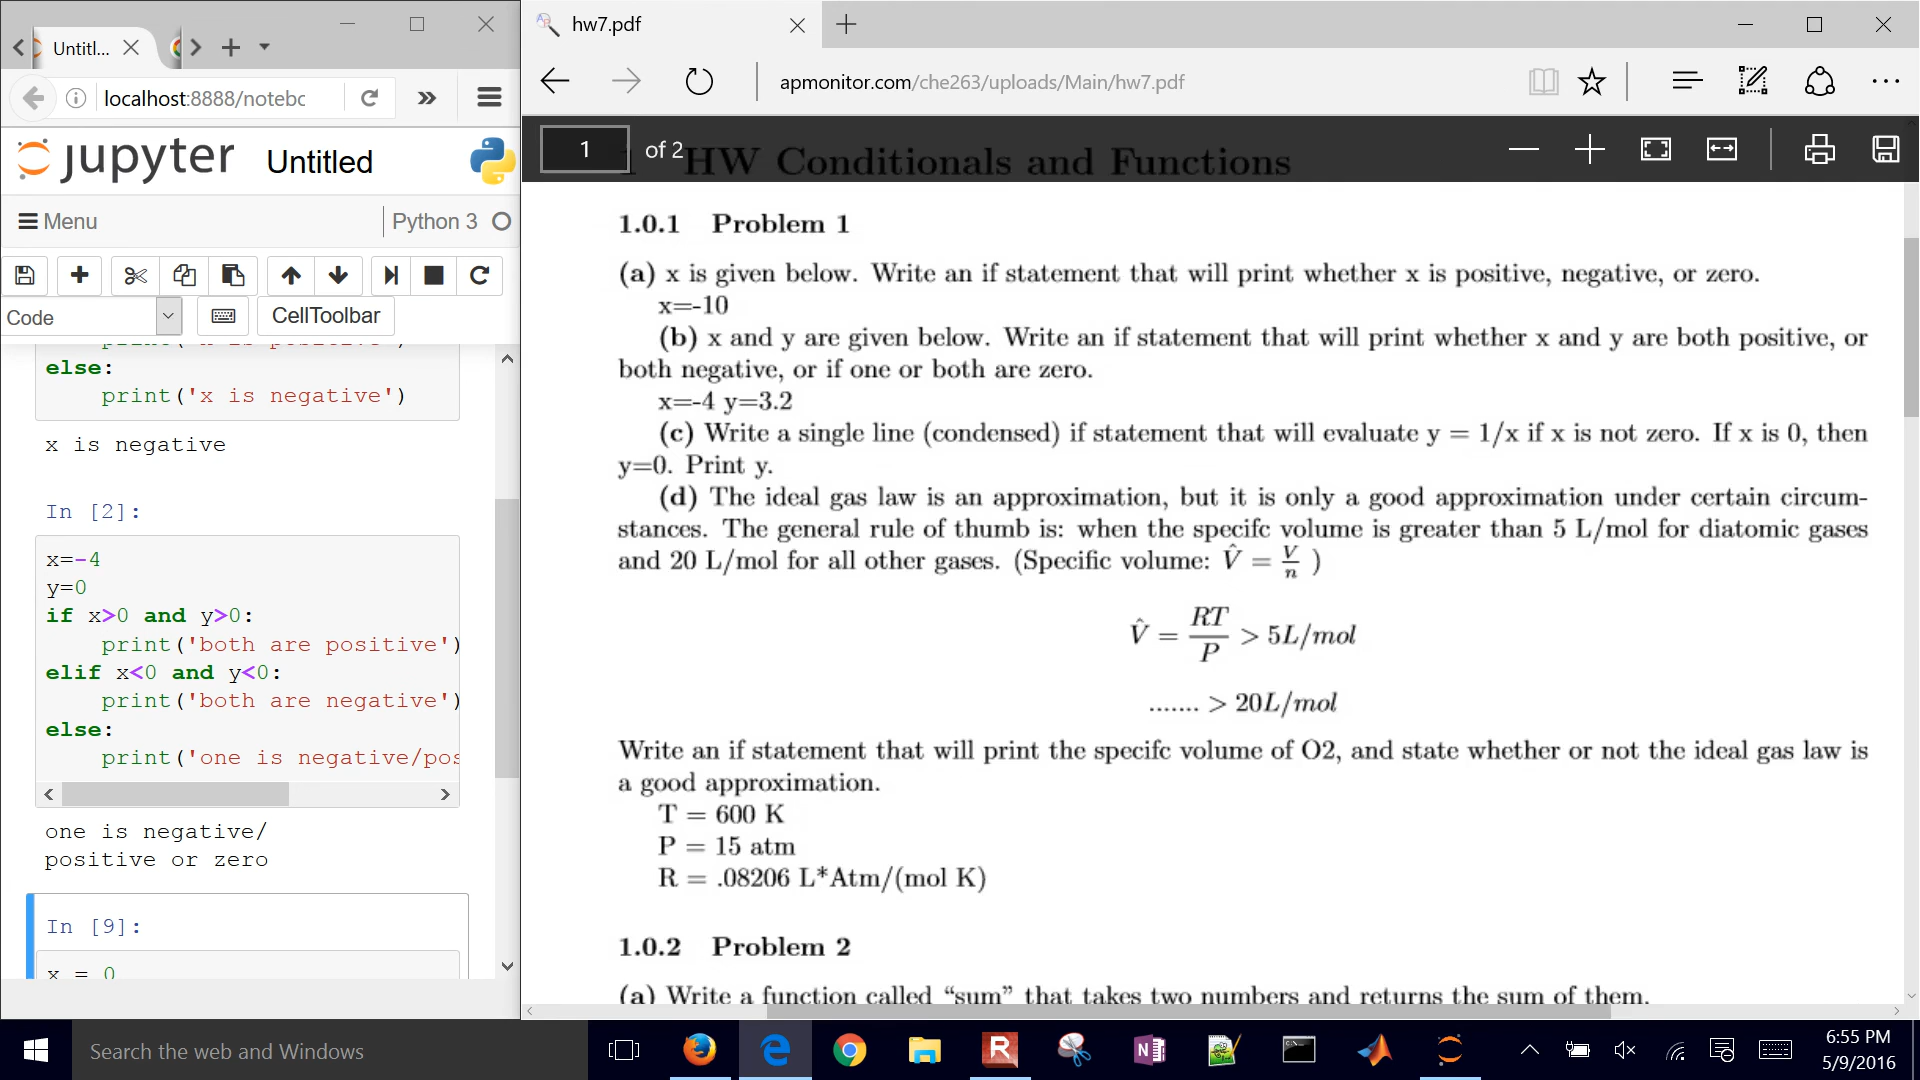 Untitl...
localhost:8888/notebc
jupyter Untitled
Menu
Python 3
Code
CellToolbar
else:
print('x is negative')
x is negative
In [2]:
x=-4
y=0
if x>0 and y>0:
print('both are positive')
elif x<0 and y<0:
print('both are negative')
else:
print('one is negative/pos
one is negative/
positive or zero
In [9]:
x = 0
hw7.pdf
apmonitor.com/che263/uploads/Main/hw7.pdf
1 of 2
1 HW Conditionals and Functions
1.0.1 Problem 1
(a) x is given below. Write an if statement that will print whether x is positive, negative, or zero.
x=-10
(b) x and y are given below. Write an if statement that will print whether x and y are both positive, or
both negative, or if one or both are zero.
x=-4 y=3.2
(c) Write a single line (condensed) if statement that will evaluate y = 1/x if x is not zero. If x is 0, then
y=0. Print y.
(d) The ideal gas law is an approximation, but it is only a good approximation under certain circum-
stances. The general rule of thumb is: when the specifc volume is greater than 5 L/mol for diatomic gases
and 20 L/mol for all other gases. (Specific volume: V̂ = V/n )
V̂ = RT/P > 5L/mol
....... > 20L/mol
Write an if statement that will print the specifc volume of O2, and state whether or not the ideal gas law is
a good approximation.
T = 600 K
P = 15 atm
R = .08206 L*Atm/(mol K)
1.0.2 Problem 2
(a) Write a function called “sum” that takes two numbers and returns the sum of them.
Search the web and Windows
6:55 PM
5/9/2016